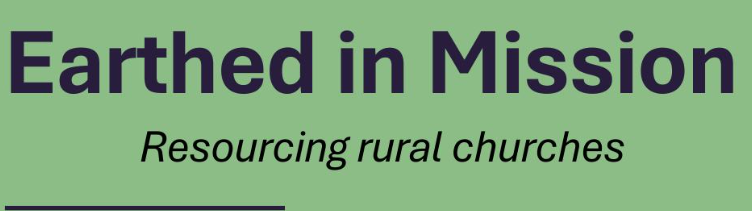 Earthed in Mission
Resourcing rural churches